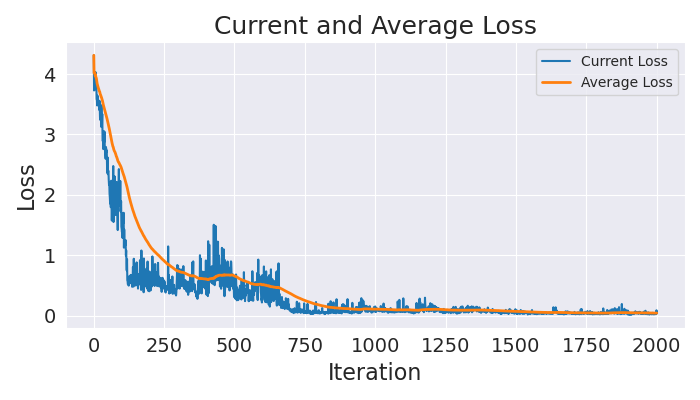 Current and Average Loss
Current Loss
Average Loss
Loss
4
3
2
1
0
0 250 500 750 1000 1250 1500 1750 2000
Iteration